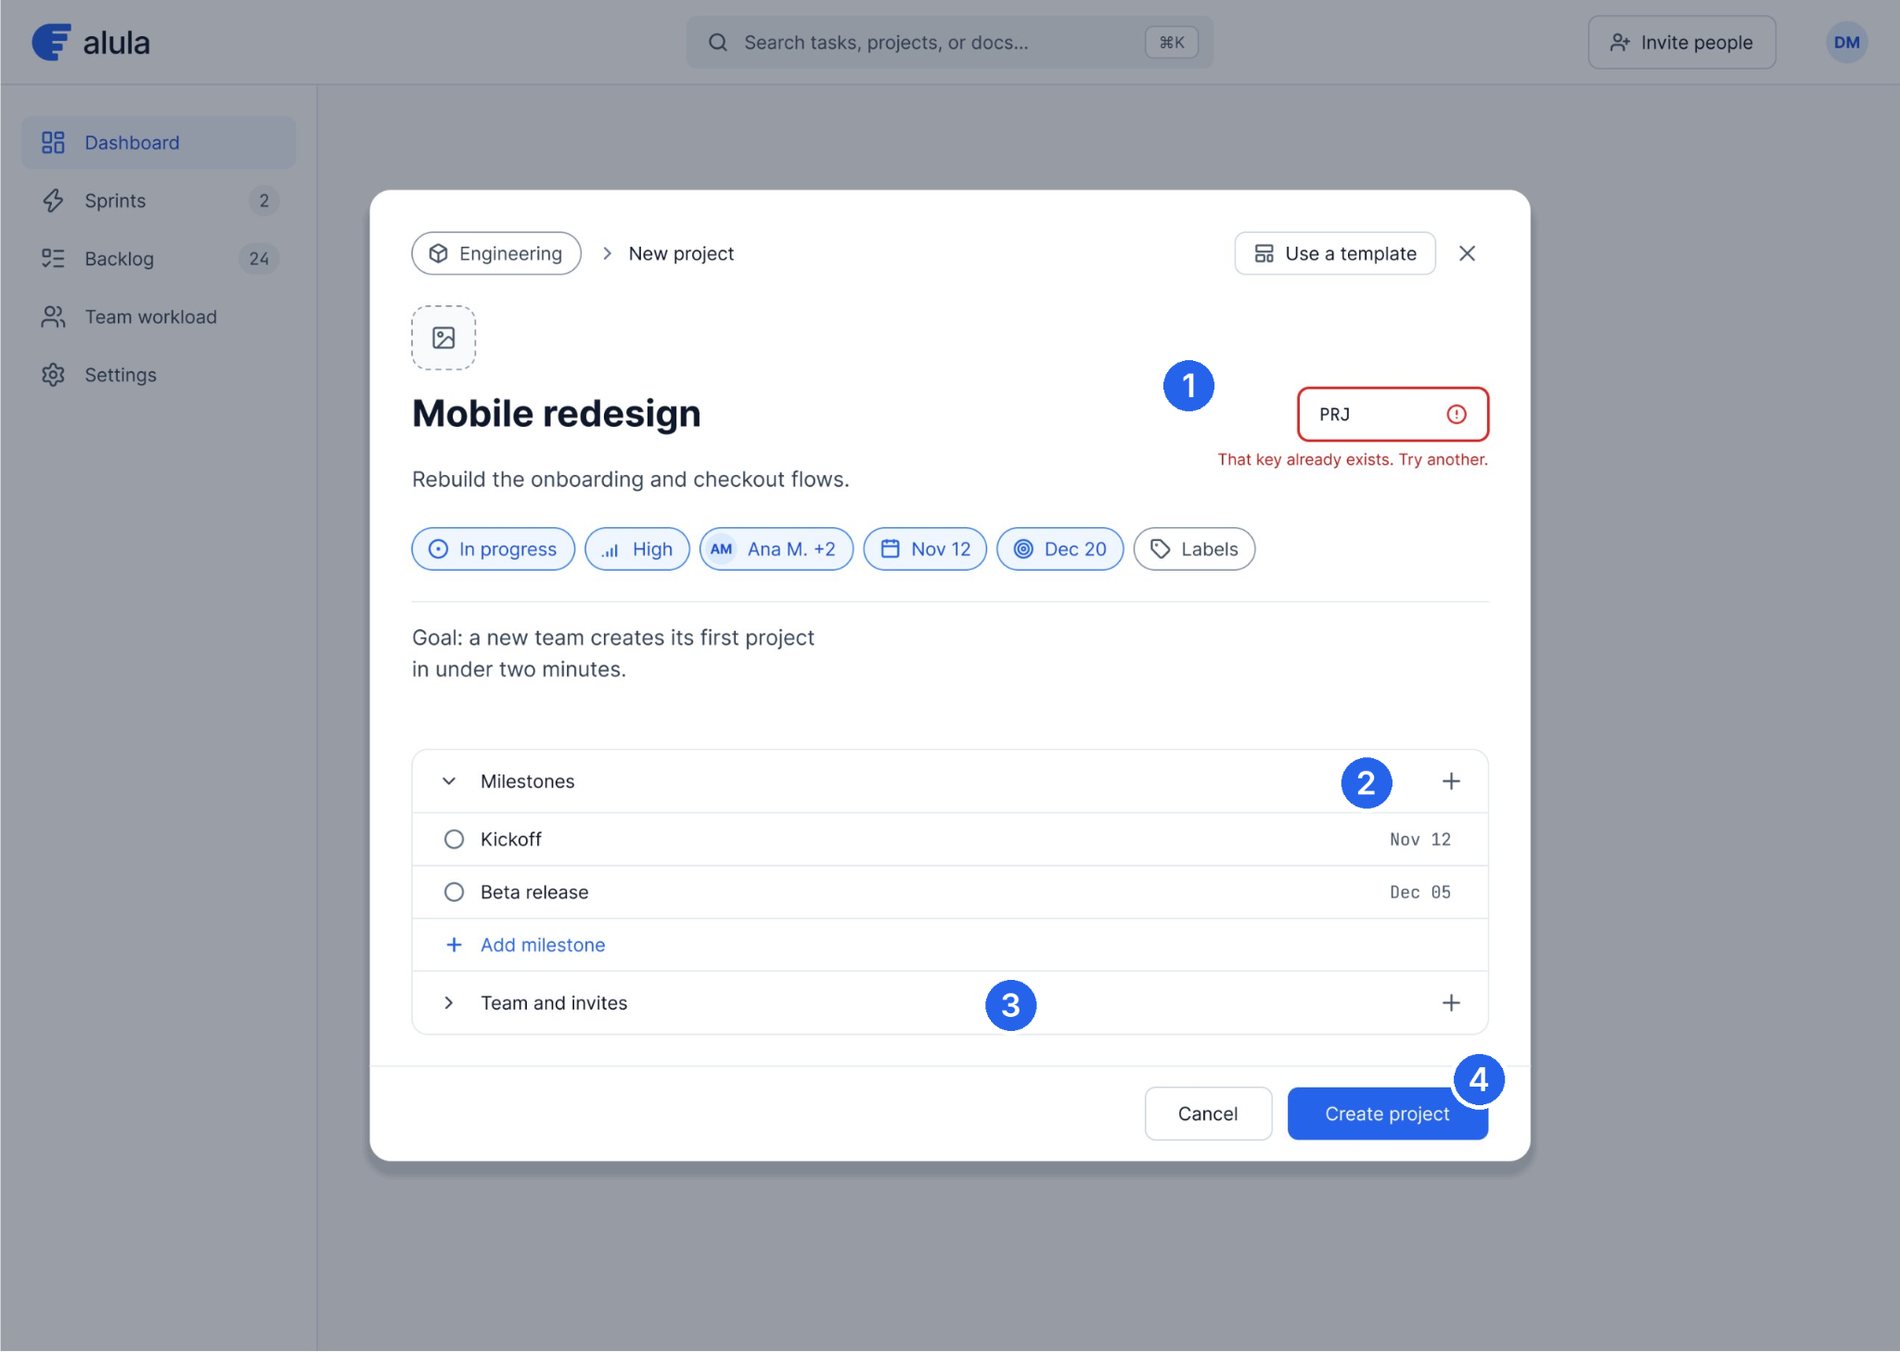 alula
Search tasks, projects, or docs...
⌘K
Invite people
DM
Dashboard
Sprints
2
Backlog
24
Team workload
Settings
Engineering
New project
Use a template
1
Mobile redesign
PRJ
That key already exists. Try another.
Rebuild the onboarding and checkout flows.
In progress
High
AM Ana M. +2
Nov 12
Dec 20
Labels
Goal: a new team creates its first project
in under two minutes.
Milestones
2
Kickoff
Nov 12
Beta release
Dec 05
Add milestone
Team and invites
3
4
Cancel
Create project